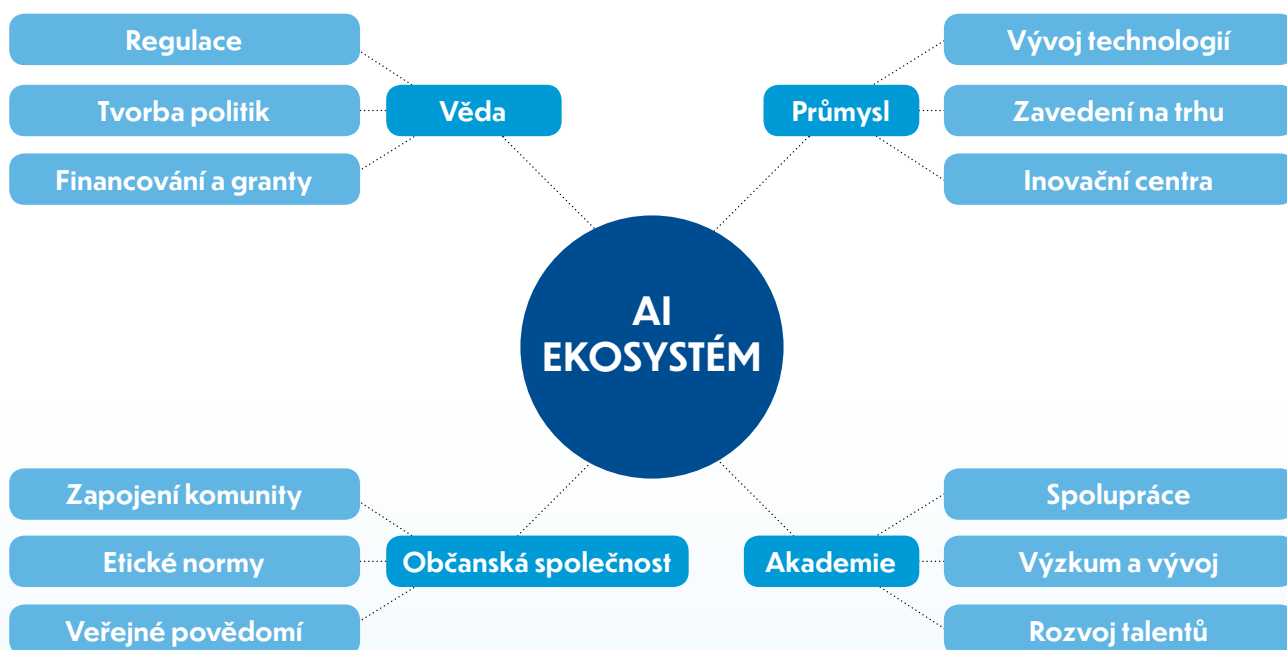 Regulace
Tvorba politik
Financování a granty
Věda
Průmysl
Vývoj technologií
Zavedení na trhu
Inovační centra
AI
EKOSYSTÉM
Zapojení komunity
Etické normy
Veřejné povědomí
Občanská společnost
Akademie
Spolupráce
Výzkum a vývoj
Rozvoj talentů